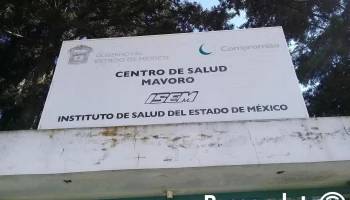 GOBIERNO DEL
ESTADO DE MÉXICO
Compromiso
CENTRO DE SALUD
MAVORO
ISEM
INSTITUTO DE SALUD DEL ESTADO DE MÉXICO